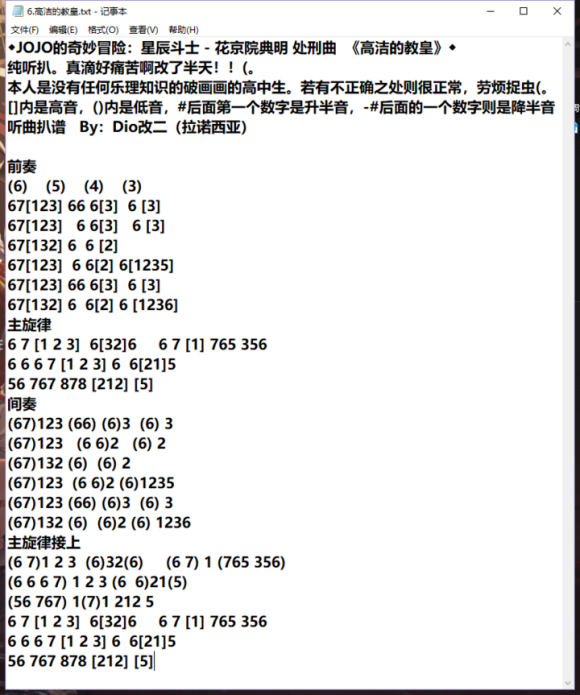 6.高洁的教皇.txt - 记事本
文件(F) 编辑(E) 格式(O) 查看(V) 帮助(H)
◆JOJO的奇妙冒险：星辰斗士 - 花京院典明 处刑曲 《高洁的教皇》◆
纯听扒。真滴好痛苦啊改了半天！！(。
本人是没有任何乐理知识的破画画的高中生。若有不正确之处则很正常，劳烦捉虫(。
[]内是高音，()内是低音，#后面第一个数字是升半音，-#后面的一个数字则是降半音
听曲扒谱 By：Dio改二（拉诺西亚）
前奏
(6) (5) (4) (3)
67[123] 66 6[3] 6 [3]
67[123] 6 6[3] 6 [3]
67[132] 6 6 [2]
67[123] 6 6[2] 6[1235]
67[123] 66 6[3] 6 [3]
67[132] 6 6[2] 6 [1236]
主旋律
6 7 [1 2 3] 6[32]6 6 7 [1] 765 356
6 6 6 7 [1 2 3] 6 6[21]5
56 767 878 [212] [5]
间奏
(67)123 (66) (6)3 (6) 3
(67)123 (6 6)2 (6) 2
(67)132 (6) (6) 2
(67)123 (6 6)2 (6)1235
(67)123 (66) (6)3 (6) 3
(67)132 (6) (6)2 (6) 1236
主旋律接上
(6 7)1 2 3 (6)32(6) (6 7) 1 (765 356)
(6 6 6 7) 1 2 3 (6 6)21(5)
(56 767) 1(7)1 212 5
6 7 [1 2 3] 6[32]6 6 7 [1] 765 356
6 6 6 7 [1 2 3] 6 6[21]5
56 767 878 [212] [5]